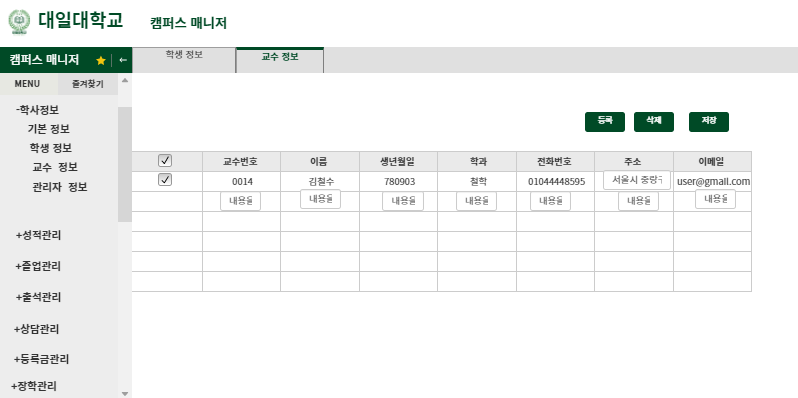 대일대학교 캠퍼스 매니저
캠퍼스 매니저 학생 정보 교수 정보
MENU 즐겨찾기
-학사정보
기본 정보
학생 정보
교수 정보
관리자 정보
+성적관리
+졸업관리
+출석관리
+상담관리
+등록금관리
+장학관리
등록 삭제 저장
교수번호 이름 생년월일 학과 전화번호 주소 이메일
0014 김철수 780903 철학 01044448595 서울시 중랑구 user@gmail.com
내용을 내용을 내용을 내용을 내용을 내용을 내용을